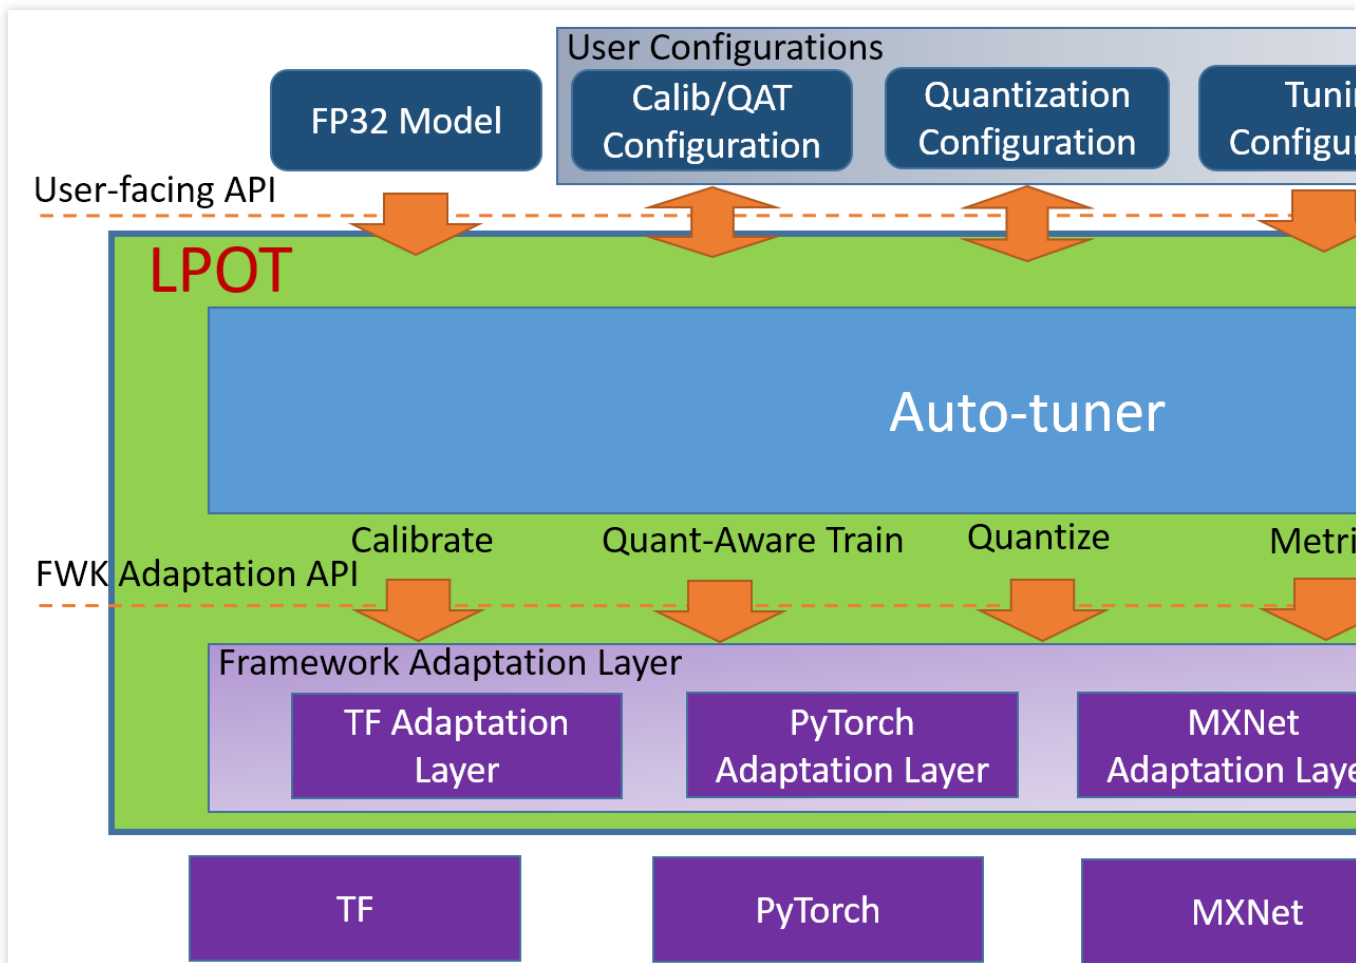 User Configurations
FP32 Model
Calib/QAT
Configuration
Quantization
Configuration
User-facing API
LPOT
Auto-tuner
Calibrate
Quant-Aware Train
Quantize
FWK Adaptation API
Framework Adaptation Layer
TF Adaptation
Layer
PyTorch
Adaptation Layer
MXNet
Adaptation
TF
PyTorch
MXNet